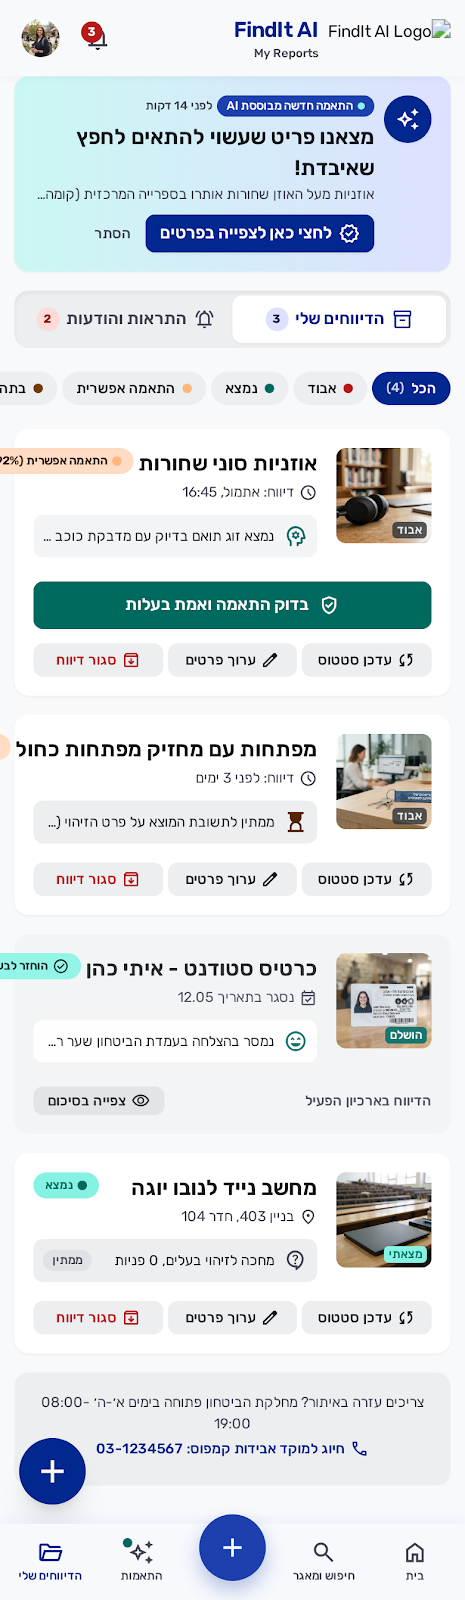 FindIt AI Logo
FindIt AI
My Reports
3
התאמה חדשה מבוססת AI
לפני 14 דקות
מצאנו פריט שעשוי להתאים לחפץ
שאיבדת!
אוזניות מעל האוזן שחורות אותרו בספרייה המרכזית (קומה...
לחצי כאן לצפייה בפרטים
הסתר
הדיווחים שלי 3
התראות והודעות 2
הכל (4)
אבוד
נמצא
התאמה אפשרית
בתה
אוזניות סוני שחורות
התאמה אפשרית (92%
דיווח: אתמול, 16:45
נמצא זוג תואם בדיוק עם מדבקת כוכב ...
אבוד
בדוק התאמה ואמת בעלות
עדכן סטטוס
ערוך פרטים
סגור דיווח
מפתחות עם מחזיק מפתחות כחול
דיווח: לפני 3 ימים
ממתין לתשובת המוצא על פרט הזיהוי (...
אבוד
עדכן סטטוס
ערוך פרטים
סגור דיווח
כרטיס סטודנט - איתי כהן
הוחזר לבע
נסגר בתאריך 12.05
נמסר בהצלחה בעמדת הביטחון שער ר...
הושלם
הדיווח בארכיון הפעיל
צפייה בסיכום
מחשב נייד לנובו יוגה
נמצא
בניין 403, חדר 104
מחכה לזיהוי בעלים, 0 פניות
ממתין
מצאתי
עדכן סטטוס
ערוך פרטים
סגור דיווח
צריכים עזרה באיתור? מחלקת הביטחון פתוחה בימים א'-ה' 08:00-
19:00
חיוג למוקד אבידות קמפוס: 03-1234567
בית
חיפוש ומאגר
התאמות
הדיווחים שלי